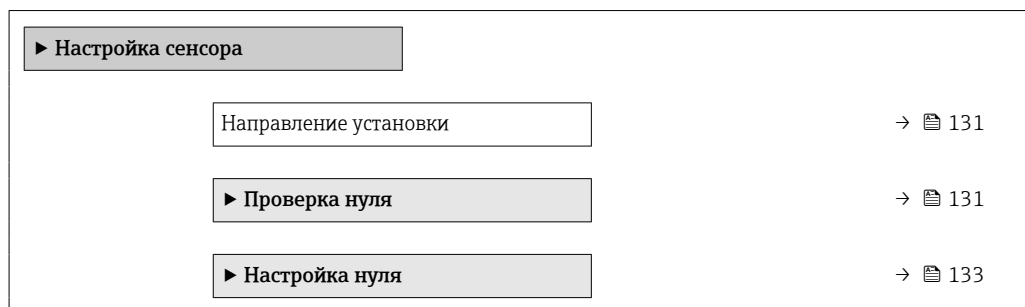 ► Настройка сенсора
Направление установки → 131
► Проверка нуля → 131
► Настройка нуля → 133